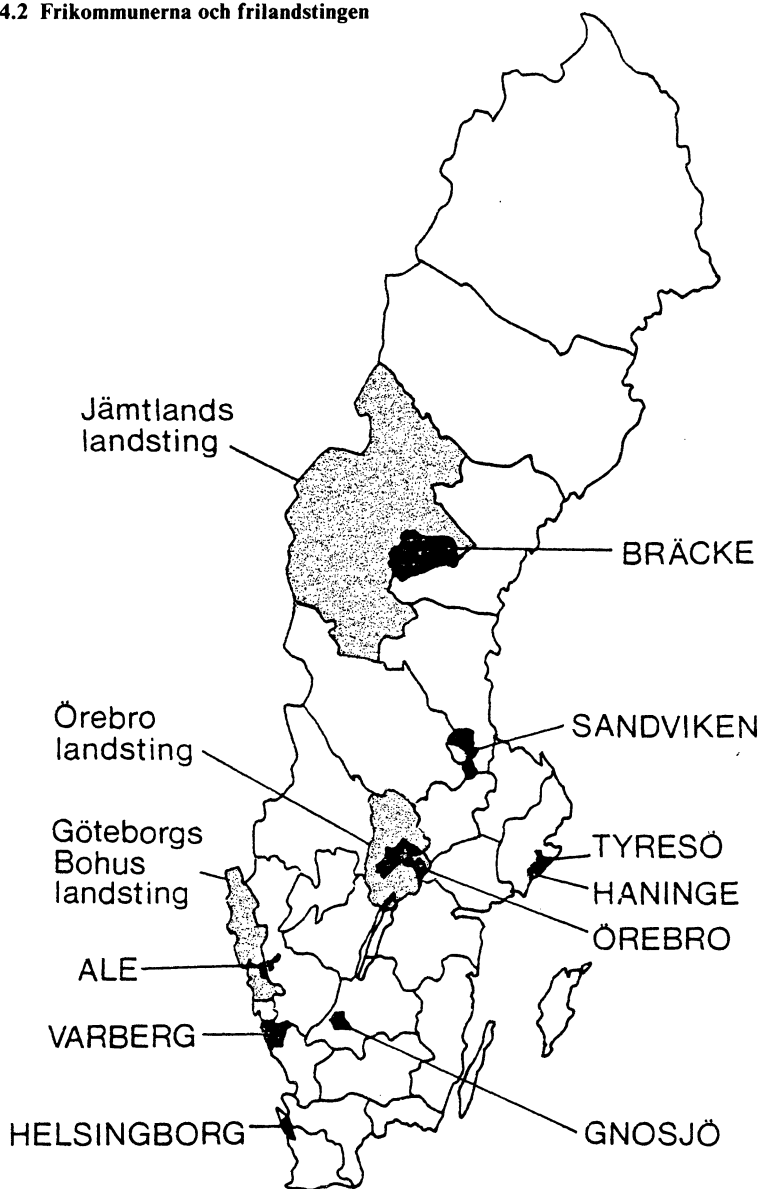 4.2 Frikommunerna och frilandstingen
Jämtlands
landsting
BRÄCKE
Örebro
landsting
SANDVIKEN
Göteborgs
Bohus
landsting
TYRESÖ
HANINGE
ÖREBRO
ALE
VARBERG
HELSINGBORG
GNOSJÖ